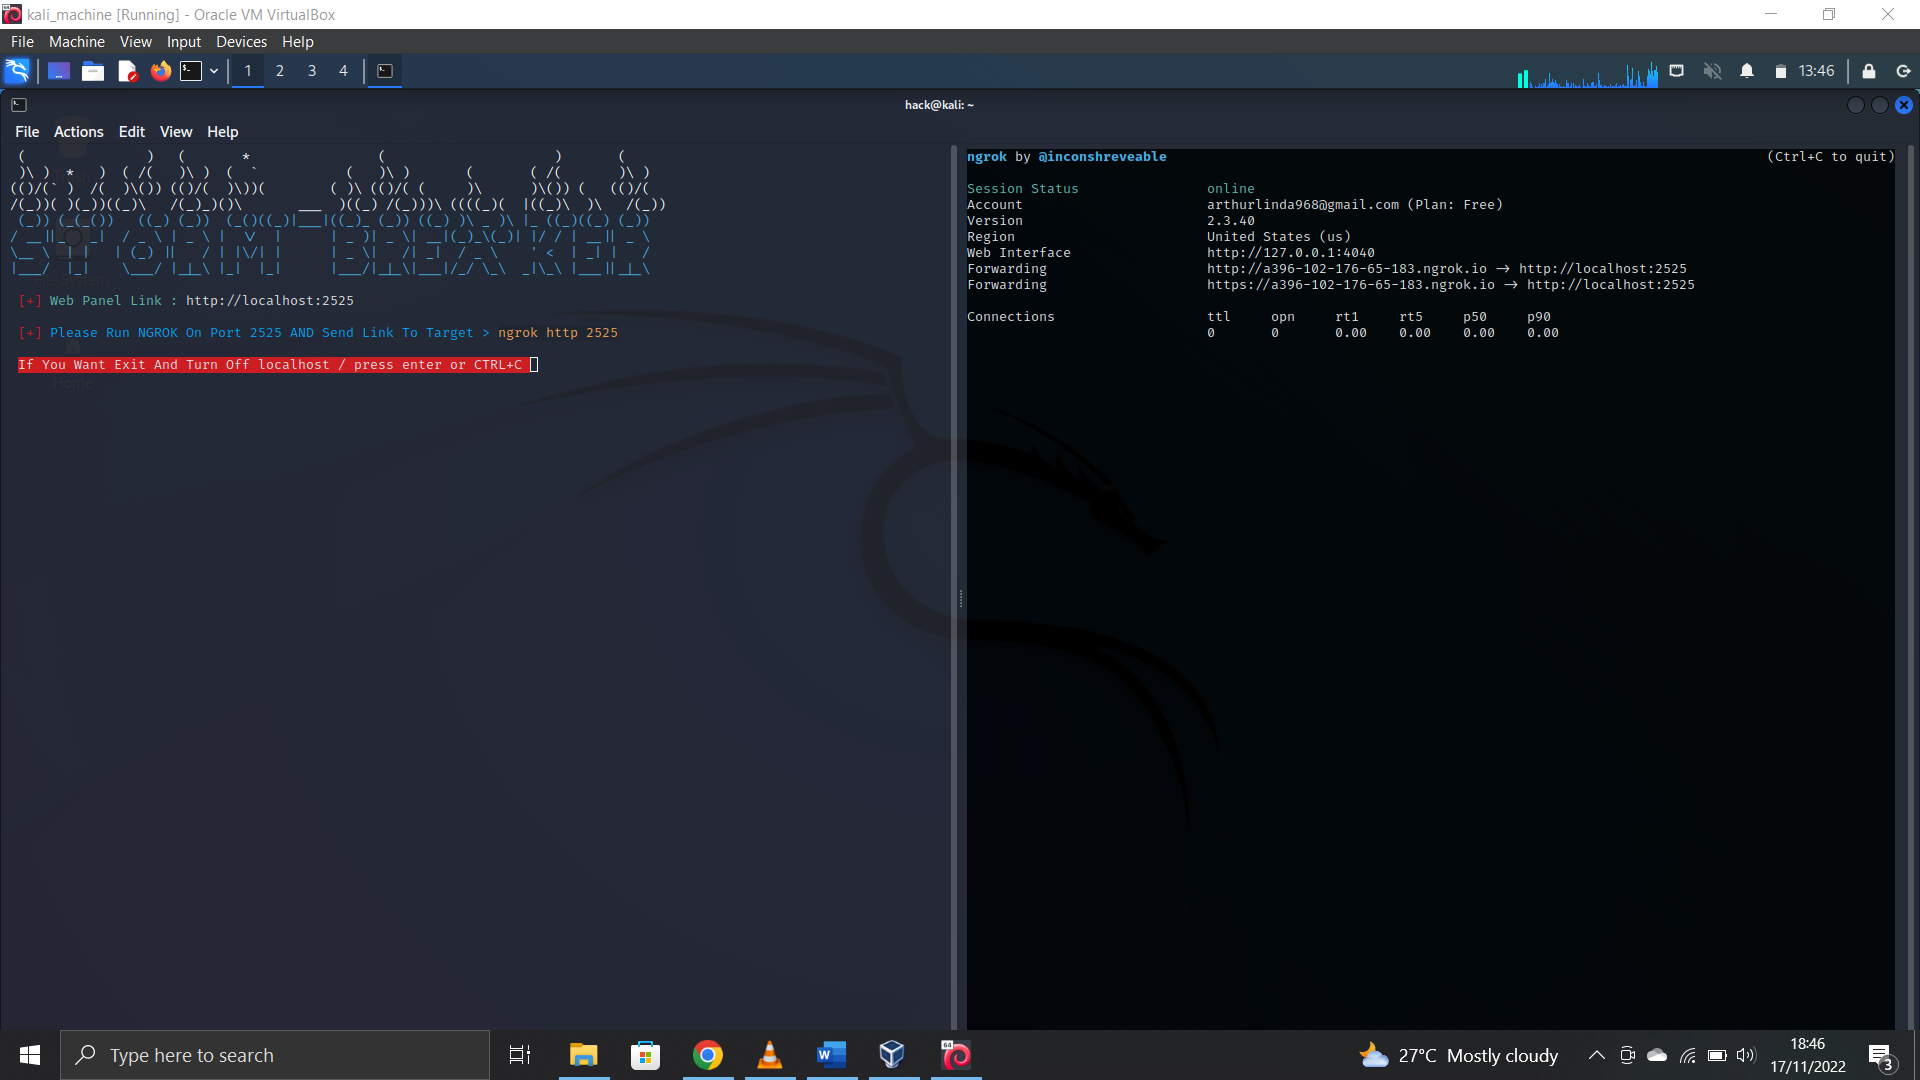 kali_machine [Running] - Oracle VM VirtualBox
File Machine View Input Devices Help
1 2 3 4
13:46
hack@kali: ~
File Actions Edit View Help
STORM_BREAKER
[+] Web Panel Link : http://localhost:2525
[+] Please Run NGROK On Port 2525 AND Send Link To Target > ngrok http 2525
If You Want Exit And Turn Off localhost / press enter or CTRL+C
Home
ngrok by @inconshreveable (Ctrl+C to quit)
Session Status online
Account arthurlinda968@gmail.com (Plan: Free)
Version 2.3.40
Region United States (us)
Web Interface http://127.0.0.1:4040
Forwarding http://a396-102-176-65-183.ngrok.io → http://localhost:2525
Forwarding https://a396-102-176-65-183.ngrok.io → http://localhost:2525
Connections ttl opn rt1 rt5 p50 p90
0 0 0.00 0.00 0.00 0.00
Type here to search
27°C Mostly cloudy
18:46
17/11/2022
3